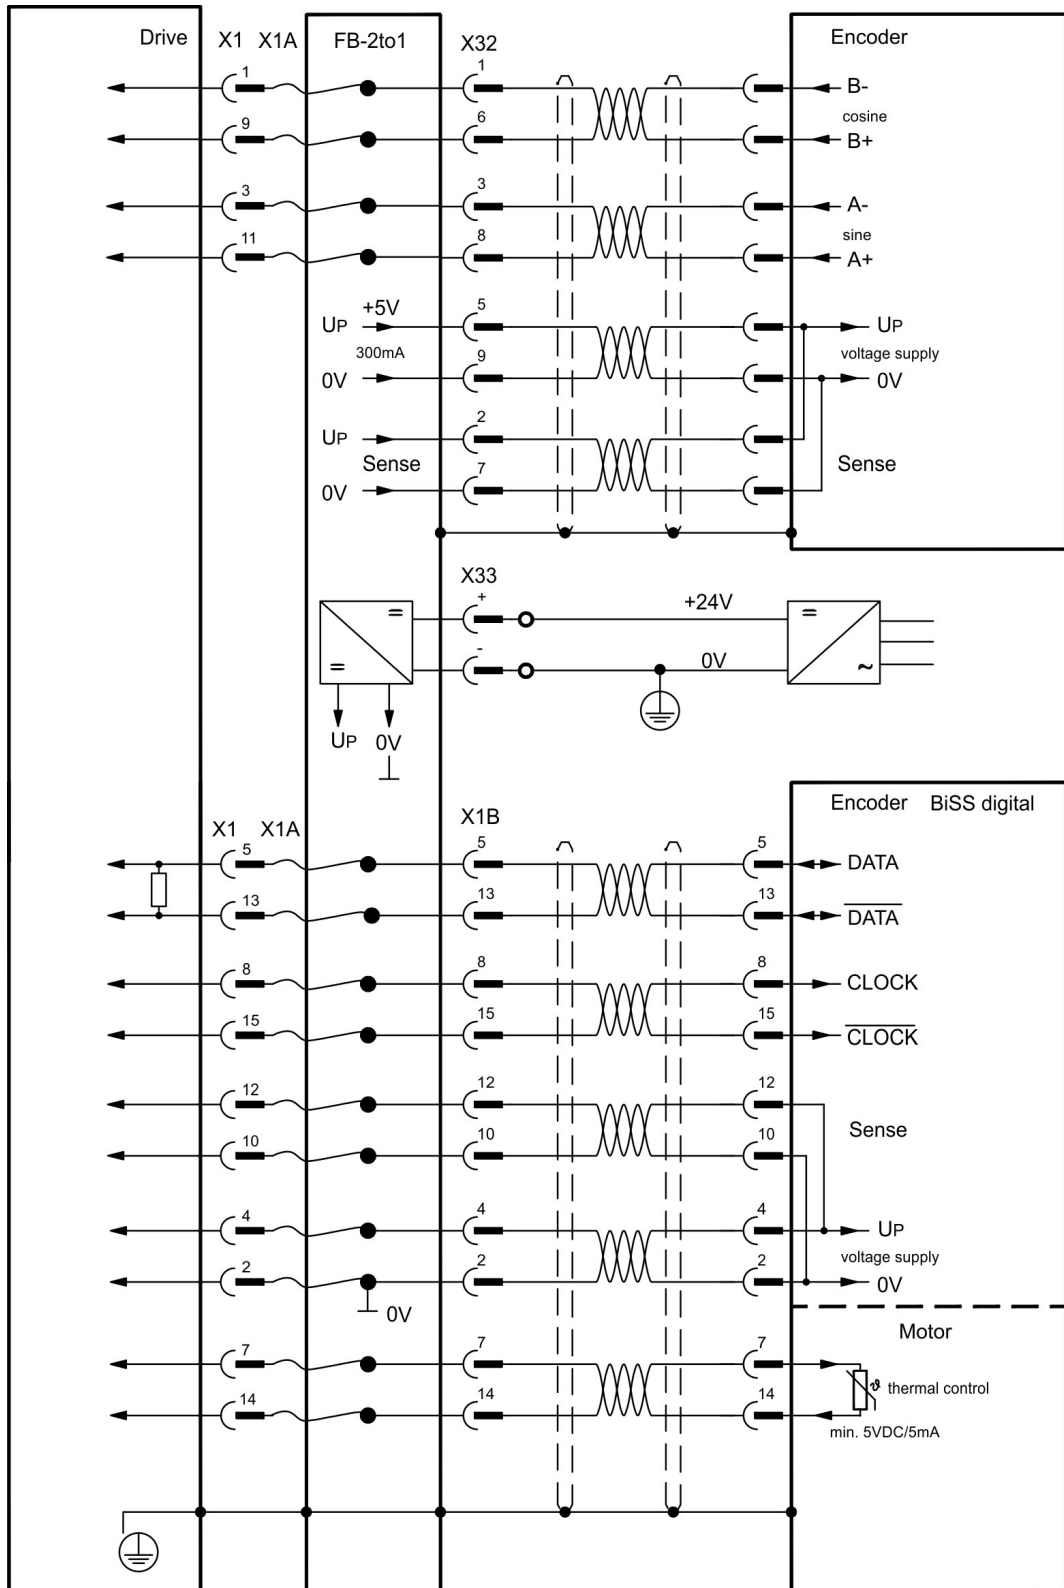 Drive X1 X1A FB-2to1 X32 Encoder
1 1 B-
cosine
9 6 B+
3 3 A-
sine
11 8 A+
+5V 5
UP UP
300mA voltage supply
9
0V 0V
2
UP
Sense Sense
7
0V
X33
+ +24V
=
=
- 0V
~
=
UP 0V
Encoder BiSS digital
X1 X1A X1B
5 5 5 DATA
13 13 13 DATA
8 8 8 CLOCK
15 15 15 CLOCK
12 12 12
Sense
10 10 10
4 4 4 UP
voltage supply
2 2 2 0V
0V
Motor
7 7 7
ϑ thermal control
14 14 14
min. 5VDC/5mA